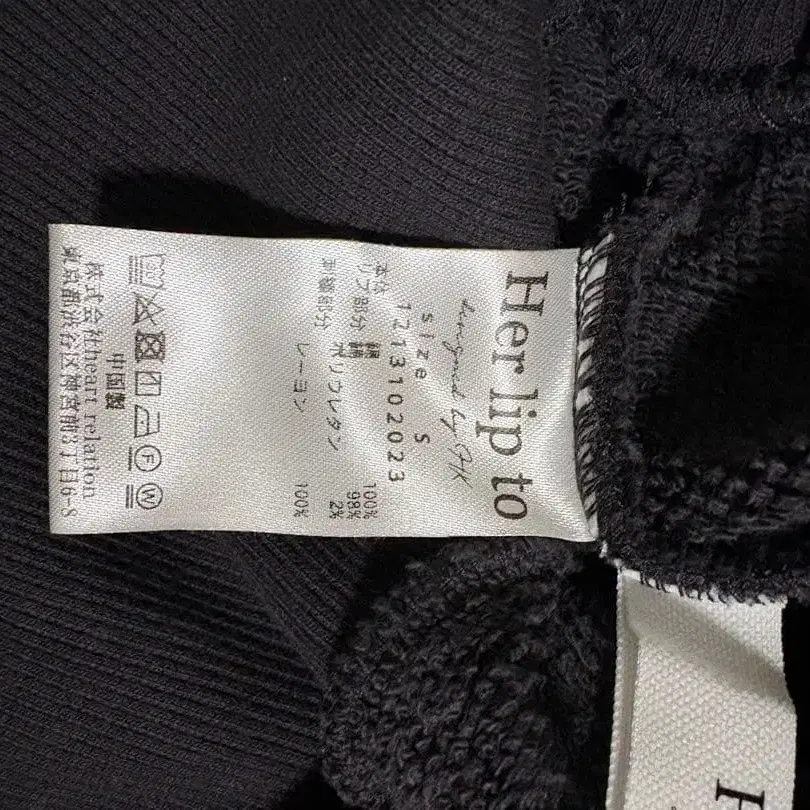 Her lip to
designed by MK
size S
1213102023
本体 綿 100%
リブ部分 綿 98%
ポリウレタン 2%
刺繍部分
レーヨン 100%
中国製
株式会社heart relation
東京都渋谷区神宮前3丁目6-8
H